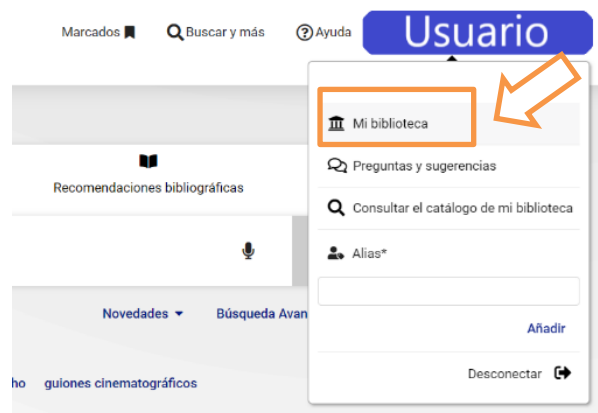 Marcados
Buscar y más
Ayuda
Usuario
Mi biblioteca
Preguntas y sugerencias
Consultar el catálogo de mi biblioteca
Alias*
Añadir
Desconectar
Recomendaciones bibliográficas
Novedades
Búsqueda Avan
ho
guiones cinematográficos